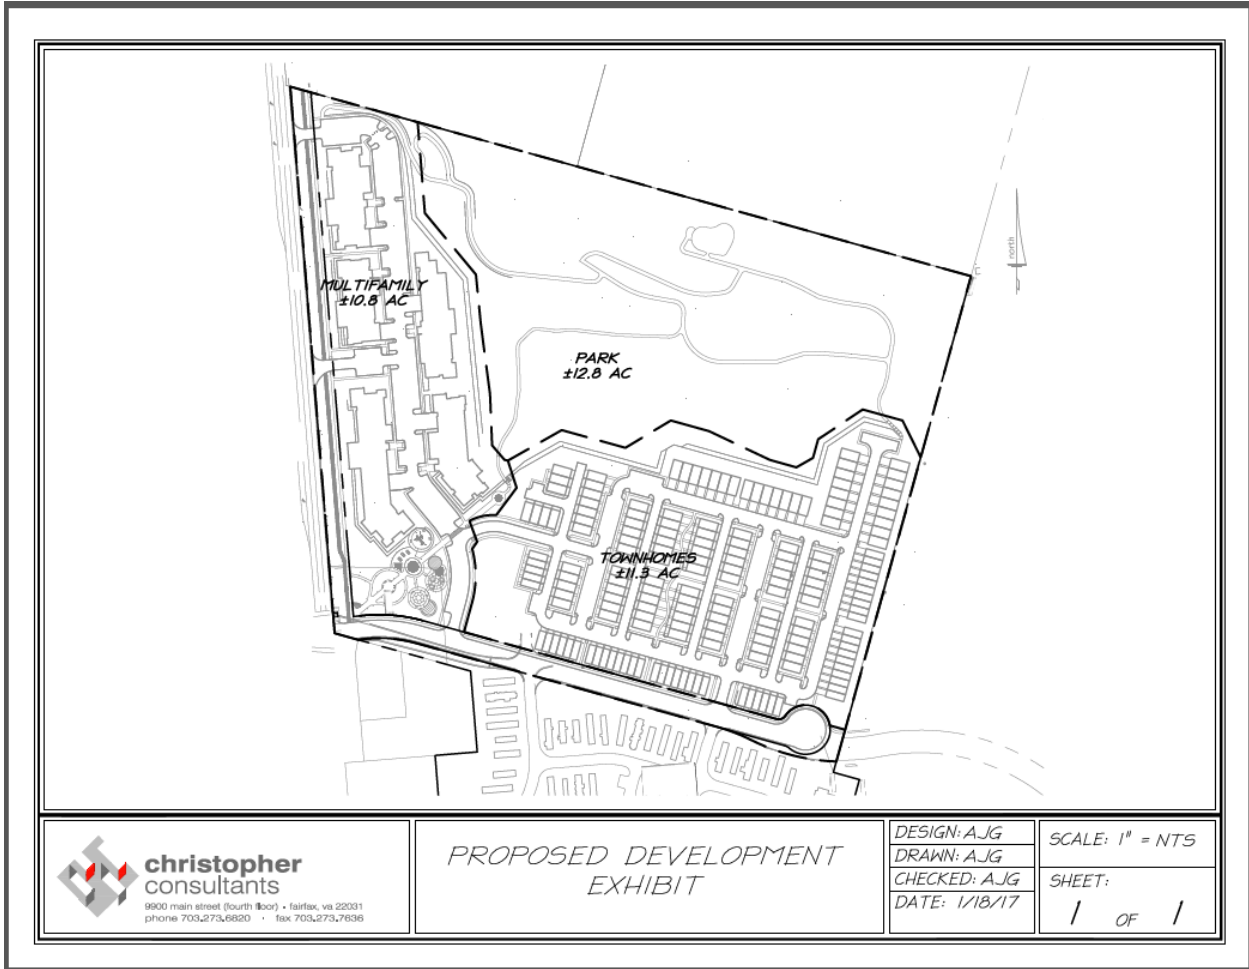 north
MULTIFAMILY
±10.8 AC
PARK
±12.8 AC
TOWNHOMES
±11.3 AC
christopher
consultants
9900 main street (fourth floor) • fairfax, va 22031
phone 703.273.6820 · fax 703.273.7636
PROPOSED DEVELOPMENT
EXHIBIT
DESIGN: AJG
DRAWN: AJG
CHECKED: AJG
DATE: 1/18/17
SCALE: 1" = NTS
SHEET:
1 OF 1